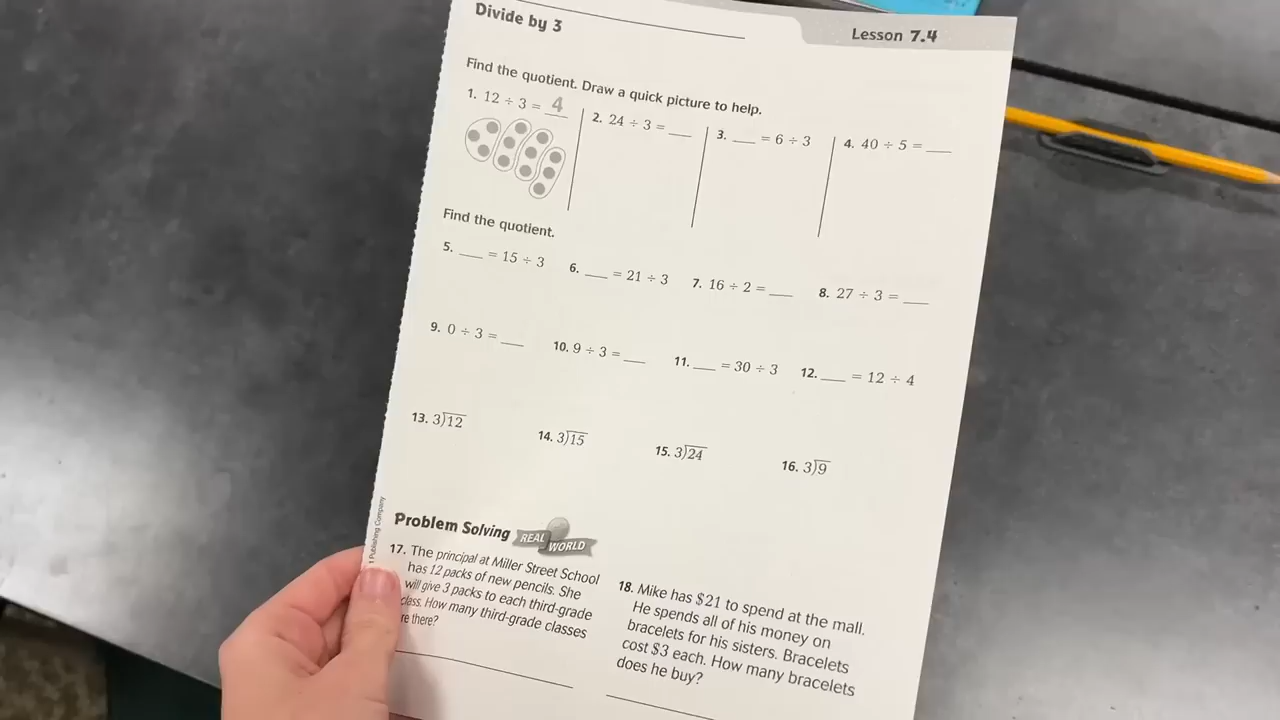 Divide by 3
Lesson 7.4
Find the quotient. Draw a quick picture to help.
1. 12 ÷ 3 = 4
2. 24 ÷ 3 = ___
3. ___ = 6 ÷ 3
4. 40 ÷ 5 = ___
Find the quotient.
5. ___ = 15 ÷ 3
6. ___ = 21 ÷ 3
7. 16 ÷ 2 = ___
8. 27 ÷ 3 = ___
9. 0 ÷ 3 = ___
10. 9 ÷ 3 = ___
11. ___ = 30 ÷ 3
12. ___ = 12 ÷ 4
13. 3)12
14. 3)15
15. 3)24
16. 3)9
Problem Solving REAL WORLD
17. The principal at Miller Street School
has 12 packs of new pencils. She
will give 3 packs to each third-grade
class. How many third-grade classes
re there?
18. Mike has $21 to spend at the mall.
He spends all of his money on
bracelets for his sisters. Bracelets
cost $3 each. How many bracelets
does he buy?
Publishing Company